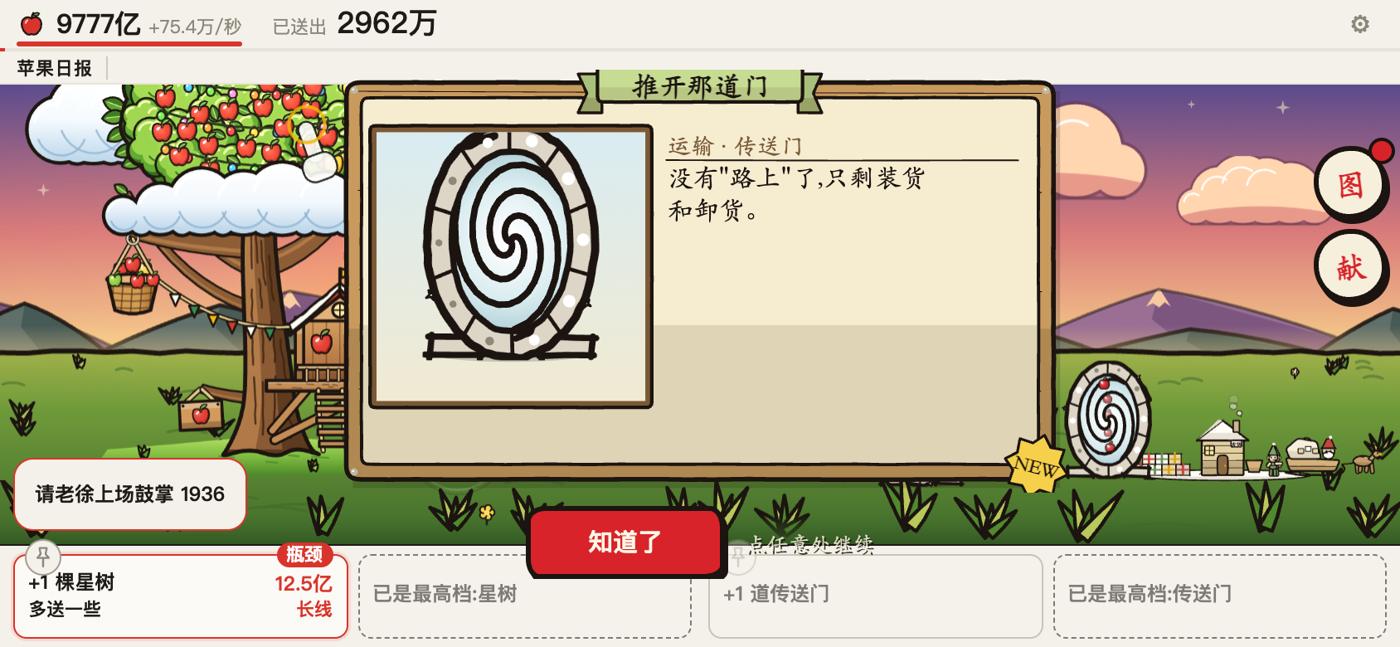 9777亿 +75.4万/秒 已送出 2962万
苹果日报
推开那道门
运输·传送门
没有"路上"了,只剩装货
和卸货。
图
献
NEW
请老徐上场鼓掌 1936
知道了
点任意处继续
瓶颈
+1 棵星树 12.5亿
多送一些 长线
已是最高档:星树
+1 道传送门
已是最高档:传送门